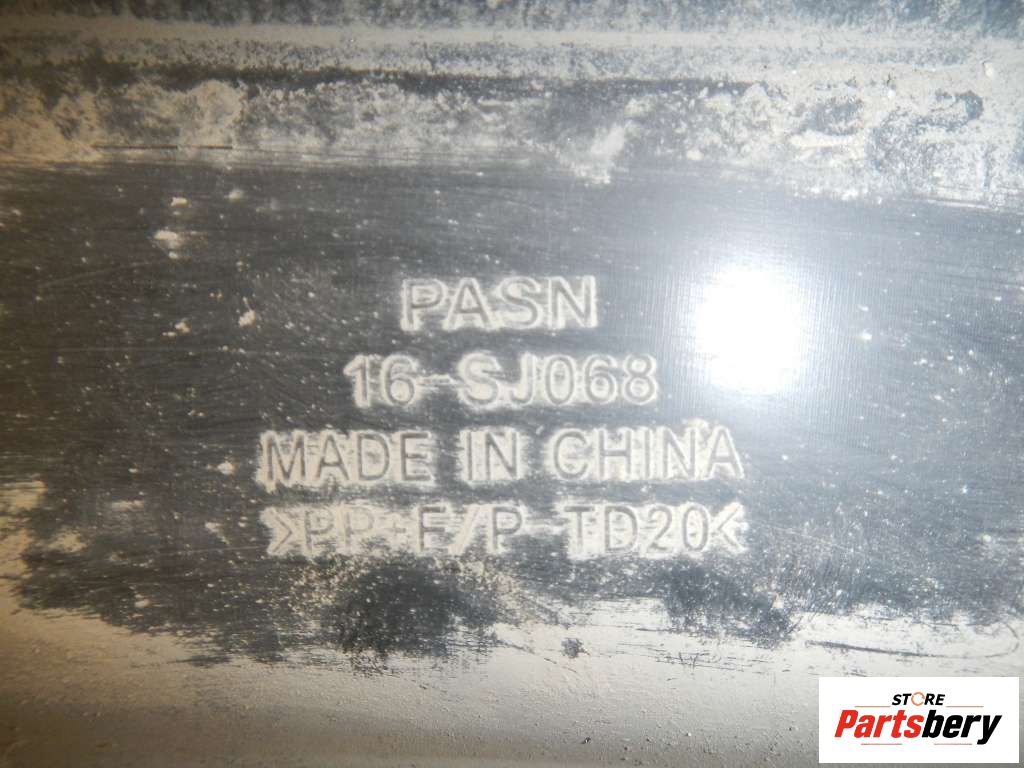 PASN
16-SJ068
MADE IN CHINA
>PP+E/P-TD20<
STORE
Partsbery